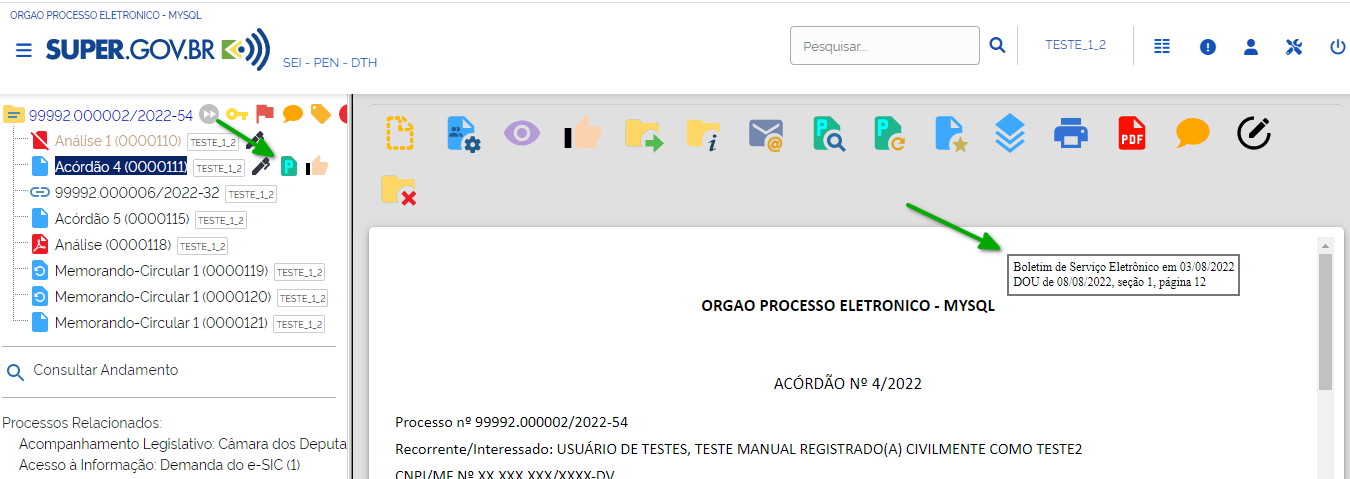 ORGAO PROCESSO ELETRONICO - MYSQL
SUPER.GOV.BR
SEI - PEN - DTH
Pesquisar...
TESTE_1_2
99992.000002/2022-54
Análise 1 (0000110) TESTE_1_2
Acórdão 4 (0000111) TESTE_1_2
99992.000006/2022-32 TESTE_1_2
Acórdão 5 (0000115) TESTE_1_2
Análise (0000118) TESTE_1_2
Memorando-Circular 1 (0000119) TESTE_1_2
Memorando-Circular 1 (0000120) TESTE_1_2
Memorando-Circular 1 (0000121) TESTE_1_2
Consultar Andamento
Processos Relacionados:
Acompanhamento Legislativo: Câmara dos Deputa
Acesso à Informação: Demanda do e-SIC (1)
P
P
P
PDF
Boletim de Serviço Eletrônico em 03/08/2022
DOU de 08/08/2022, seção 1, página 12
ORGAO PROCESSO ELETRONICO - MYSQL
ACÓRDÃO Nº 4/2022
Processo nº 99992.000002/2022-54
Recorrente/Interessado: USUÁRIO DE TESTES, TESTE MANUAL REGISTRADO(A) CIVILMENTE COMO TESTE2
CNPJ/MF Nº XX.XXX.XXX/XXXX-DV